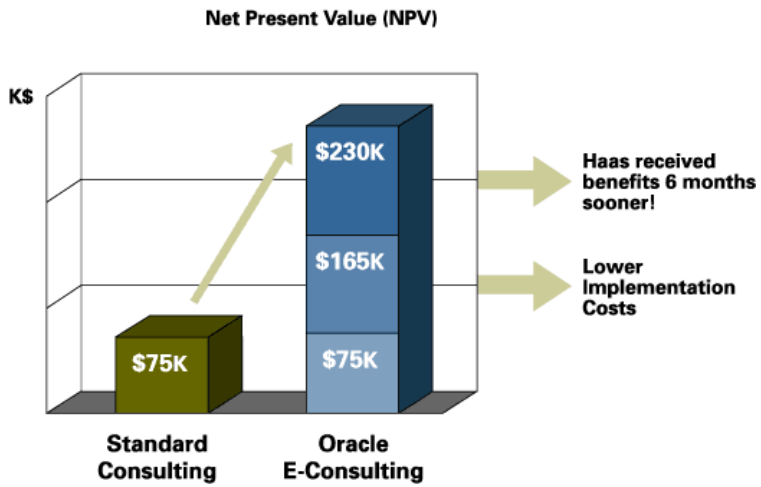 Net Present Value (NPV)
K$
$230K
$165K
$75K
$75K
Haas received
benefits 6 months
sooner!
Lower
Implementation
Costs
Standard
Consulting
Oracle
E-Consulting